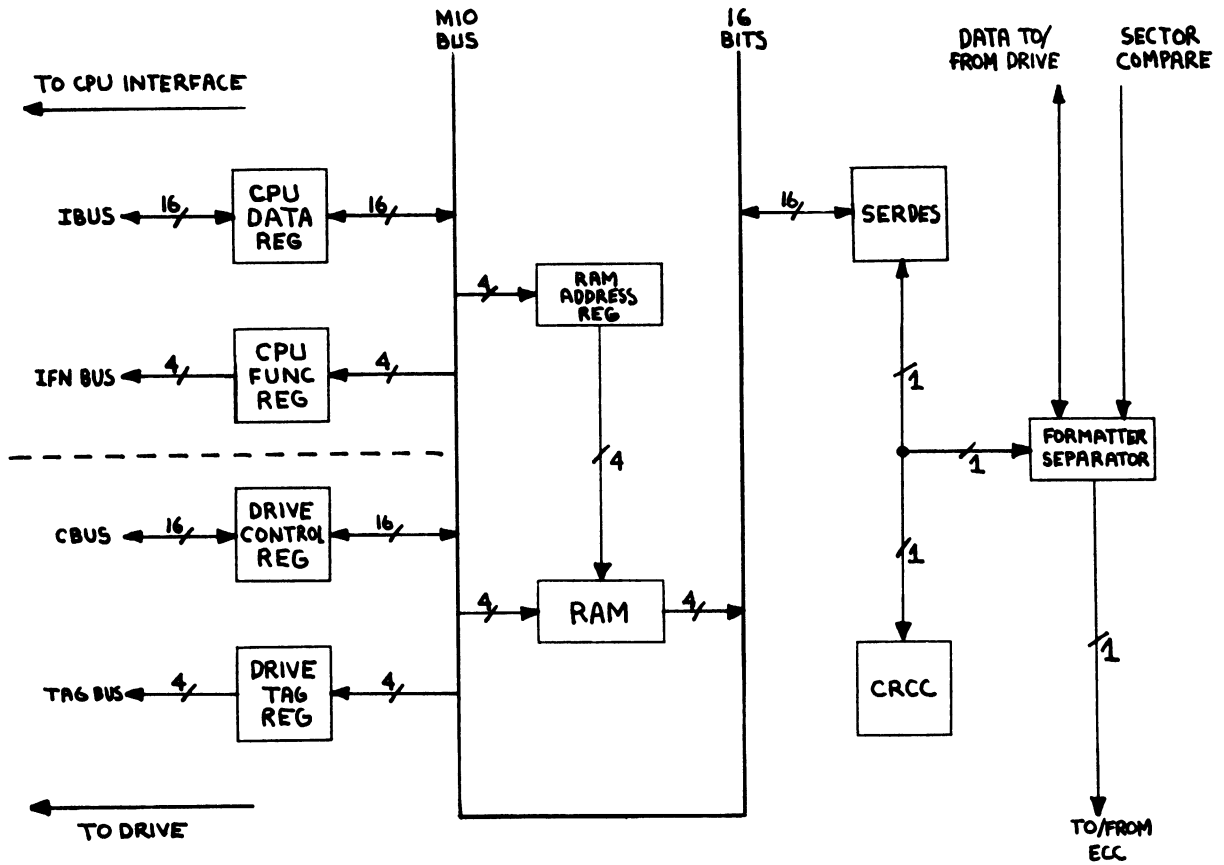 MIO
BUS
16
BITS
DATA TO/
FROM DRIVE
SECTOR
COMPARE
TO CPU INTERFACE
IBUS
16
CPU
DATA
REG
16
16
SERDES
4
RAM
ADDRESS
REG
IFN BUS
4
CPU
FUNC
REG
4
1
4
1
FORMATTER
SEPARATOR
CBUS
16
DRIVE
CONTROL
REG
16
1
4
RAM
4
1
TAG BUS
4
DRIVE
TAG
REG
4
CRCC
TO DRIVE
TO/FROM
ECC